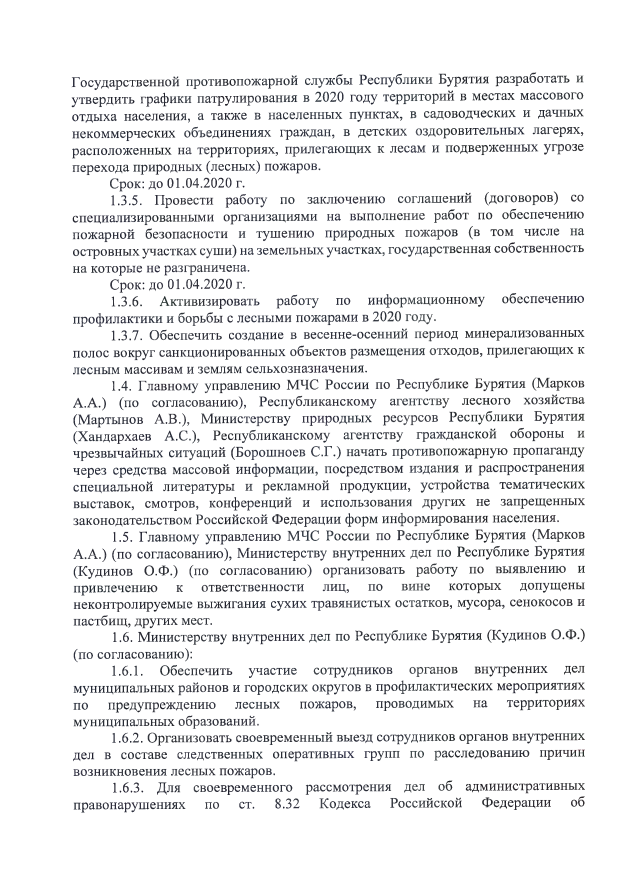 Государственной противопожарной службы Республики Бурятия разработать и
утвердить графики патрулирования в 2020 году территорий в местах массового
отдыха населения, а также в населенных пунктах, в садоводческих и дачных
некоммерческих объединениях граждан, в детских оздоровительных лагерях,
расположенных на территориях, прилегающих к лесам и подверженных угрозе
перехода природных (лесных) пожаров.
Срок: до 01.04.2020 г.
1.3.5. Провести работу по заключению соглашений (договоров) со
специализированными организациями на выполнение работ по обеспечению
пожарной безопасности и тушению природных пожаров (в том числе на
островных участках суши) на земельных участках, государственная собственность
на которые не разграничена.
Срок: до 01.04.2020 г.
1.3.6. Активизировать работу по информационному обеспечению
профилактики и борьбы с лесными пожарами в 2020 году.
1.3.7. Обеспечить создание в весенне-осенний период минерализованных
полос вокруг санкционированных объектов размещения отходов, прилегающих к
лесным массивам и землям сельхозназначения.
1.4. Главному управлению МЧС России по Республике Бурятия (Марков
А.А.) (по согласованию), Республиканскому агентству лесного хозяйства
(Мартынов А.В.), Министерству природных ресурсов Республики Бурятия
(Хандархаев А.С.), Республиканскому агентству гражданской обороны и
чрезвычайных ситуаций (Борошноев С.Г.) начать противопожарную пропаганду
через средства массовой информации, посредством издания и распространения
специальной литературы и рекламной продукции, устройства тематических
выставок, смотров, конференций и использования других не запрещенных
законодательством Российской Федерации форм информирования населения.
1.5. Главному управлению МЧС России по Республике Бурятия (Марков
А.А.) (по согласованию), Министерству внутренних дел по Республике Бурятия
(Кудинов О.Ф.) (по согласованию) организовать работу по выявлению и
привлечению к ответственности лиц, по вине которых допущены
неконтролируемые выжигания сухих травянистых остатков, мусора, сенокосов и
пастбищ, других мест.
1.6. Министерству внутренних дел по Республике Бурятия (Кудинов О.Ф.)
(по согласованию):
1.6.1. Обеспечить участие сотрудников органов внутренних дел
муниципальных районов и городских округов в профилактических мероприятиях
по предупреждению лесных пожаров, проводимых на территориях
муниципальных образований.
1.6.2. Организовать своевременный выезд сотрудников органов внутренних
дел в составе следственных оперативных групп по расследованию причин
возникновения лесных пожаров.
1.6.3. Для своевременного рассмотрения дел об административных
правонарушениях по ст. 8.32 Кодекса Российской Федерации об